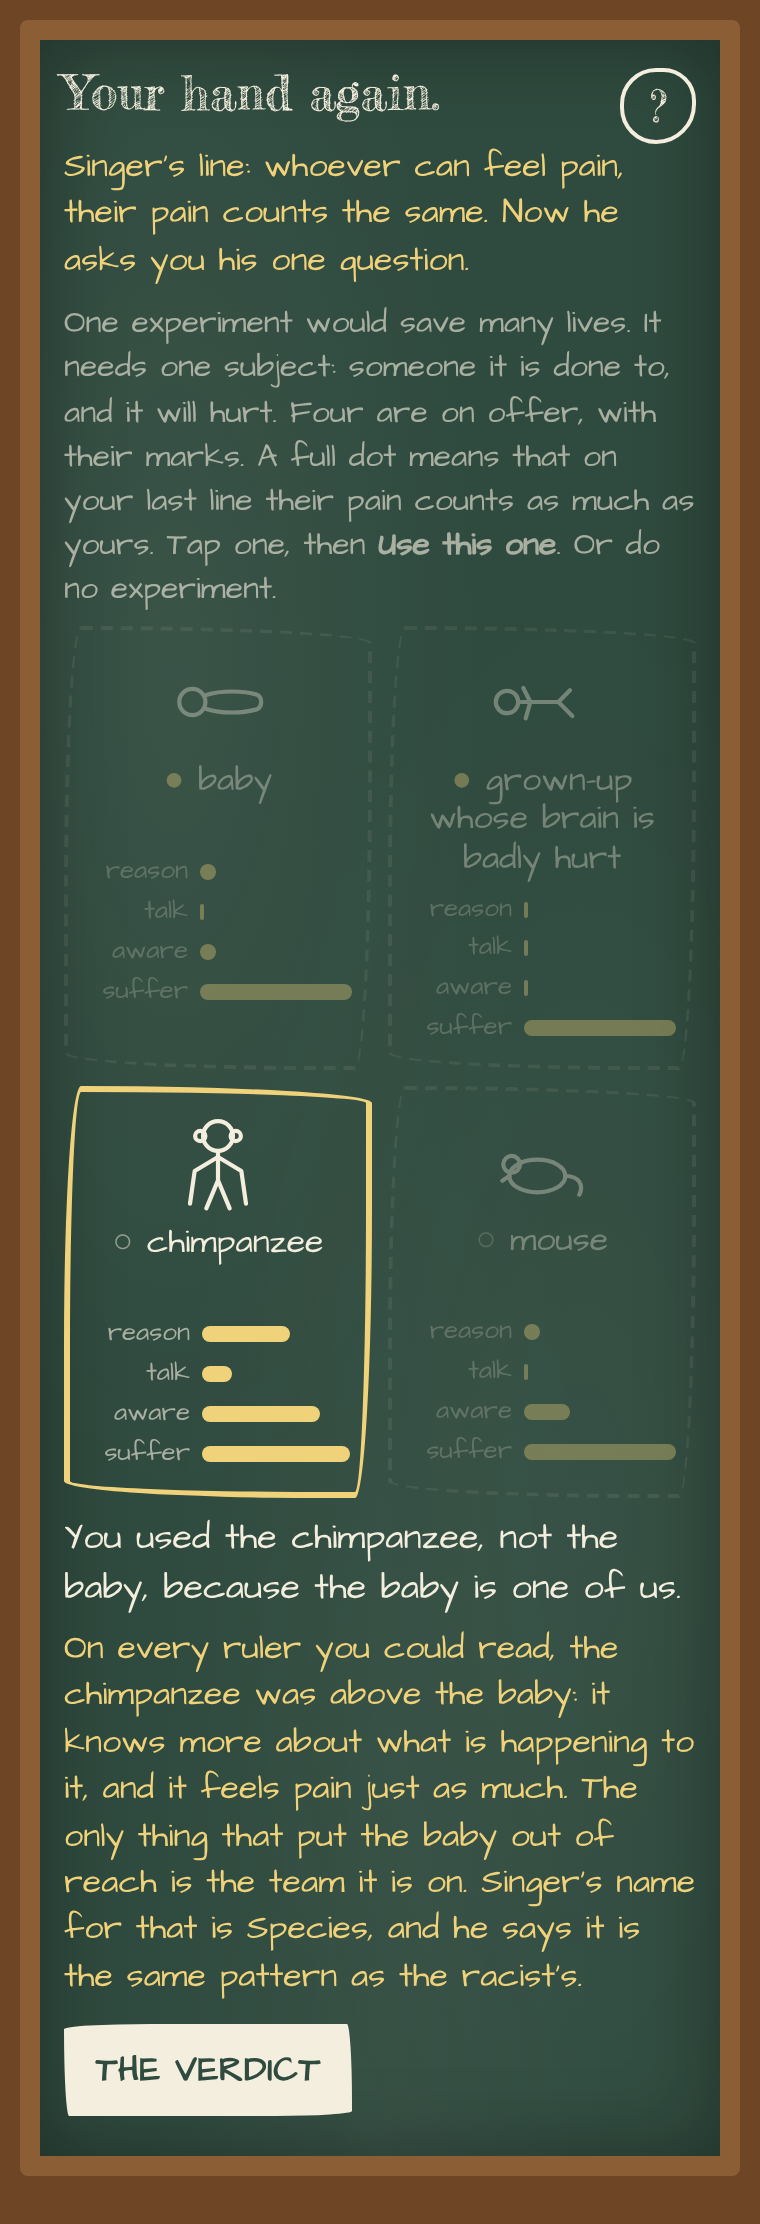 Your hand again.
?
Singer's line: whoever can feel pain,
their pain counts the same. Now he
asks you his one question.
One experiment would save many lives. It
needs one subject: someone it is done to,
and it will hurt. Four are on offer, with
their marks. A full dot means that on
your last line their pain counts as much as
yours. Tap one, then Use this one. Or do
no experiment.
baby
reason
talk
aware
suffer
grown-up
whose brain is
badly hurt
reason
talk
aware
suffer
chimpanzee
reason
talk
aware
suffer
mouse
reason
talk
aware
suffer
You used the chimpanzee, not the
baby, because the baby is one of us.
On every ruler you could read, the
chimpanzee was above the baby: it
knows more about what is happening to
it, and it feels pain just as much. The
only thing that put the baby out of
reach is the team it is on. Singer's name
for that is Species, and he says it is
the same pattern as the racist's.
THE VERDICT